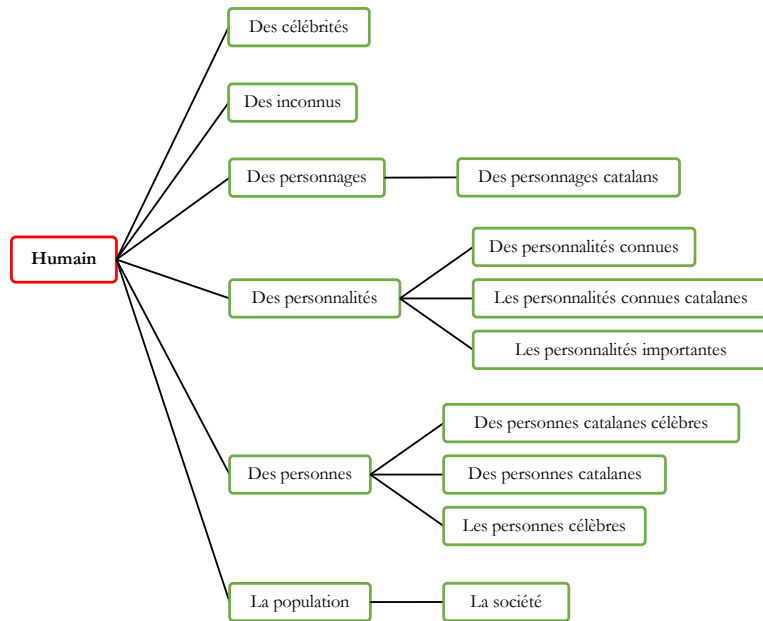 Des célébrités
Des inconnus
Des personnages
Des personnages catalans
Humain
Des personnalités
Des personnalités connues
Les personnalités connues catalanes
Les personnalités importantes
Des personnes
Des personnes catalanes célèbres
Des personnes catalanes
Les personnes célèbres
La population
La société